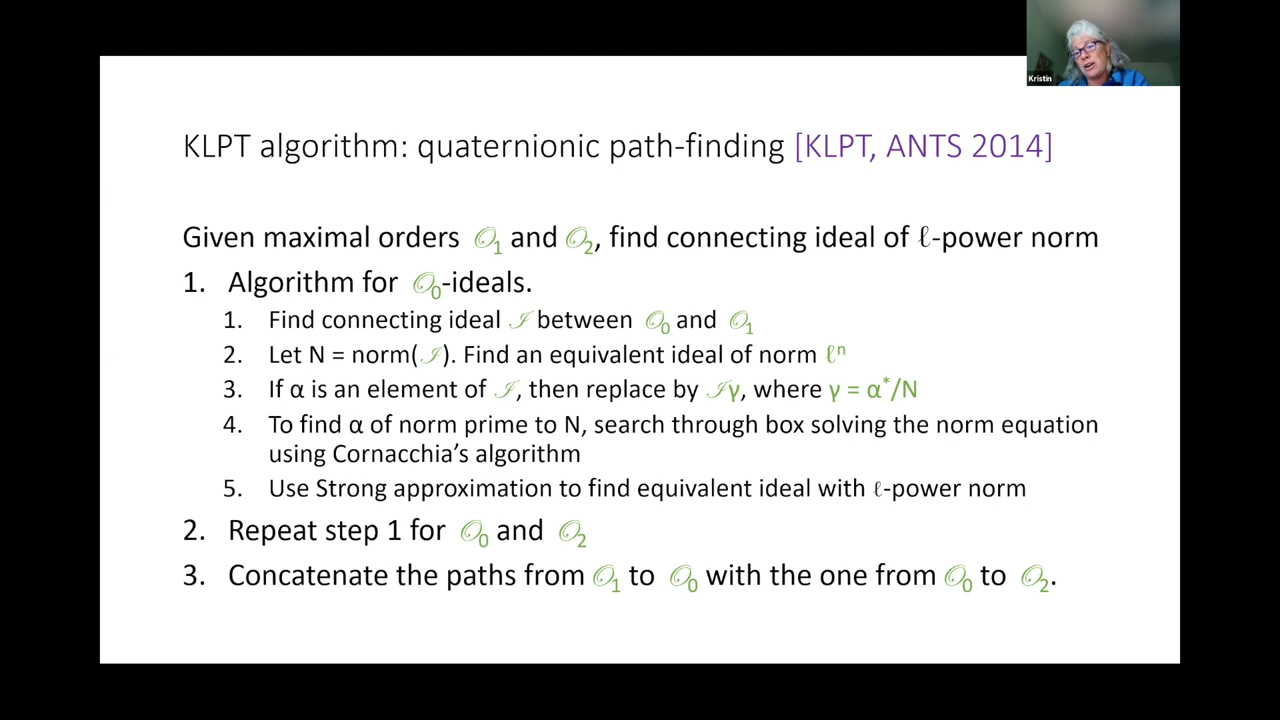 Kristin
KLPT algorithm: quaternionic path-finding [KLPT, ANTS 2014]
Given maximal orders 𝒪₁ and 𝒪₂, find connecting ideal of ℓ-power norm
1. Algorithm for 𝒪₀-ideals.
1. Find connecting ideal ℐ between 𝒪₀ and 𝒪₁
2. Let N = norm(ℐ). Find an equivalent ideal of norm ℓⁿ
3. If α is an element of ℐ, then replace by ℐγ, where γ = α*/N
4. To find α of norm prime to N, search through box solving the norm equation
using Cornacchia’s algorithm
5. Use Strong approximation to find equivalent ideal with ℓ-power norm
2. Repeat step 1 for 𝒪₀ and 𝒪₂
3. Concatenate the paths from 𝒪₁ to 𝒪₀ with the one from 𝒪₀ to 𝒪₂.